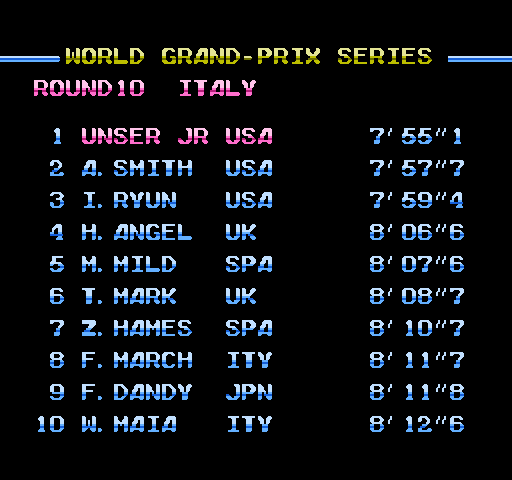 WORLD GRAND-PRIX SERIES
ROUND10 ITALY
1 UNSER JR USA 7'55"1
2 A. SMITH USA 7'57"7
3 I. RYUN USA 7'59"4
4 H. ANGEL UK 8'06"6
5 M. MILD SPA 8'07"6
6 T. MARK UK 8'08"7
7 Z. HAMES SPA 8'10"7
8 F. MARCH ITY 8'11"7
9 F. DANDY JPN 8'11"8
10 W. MAIA ITY 8'12"6